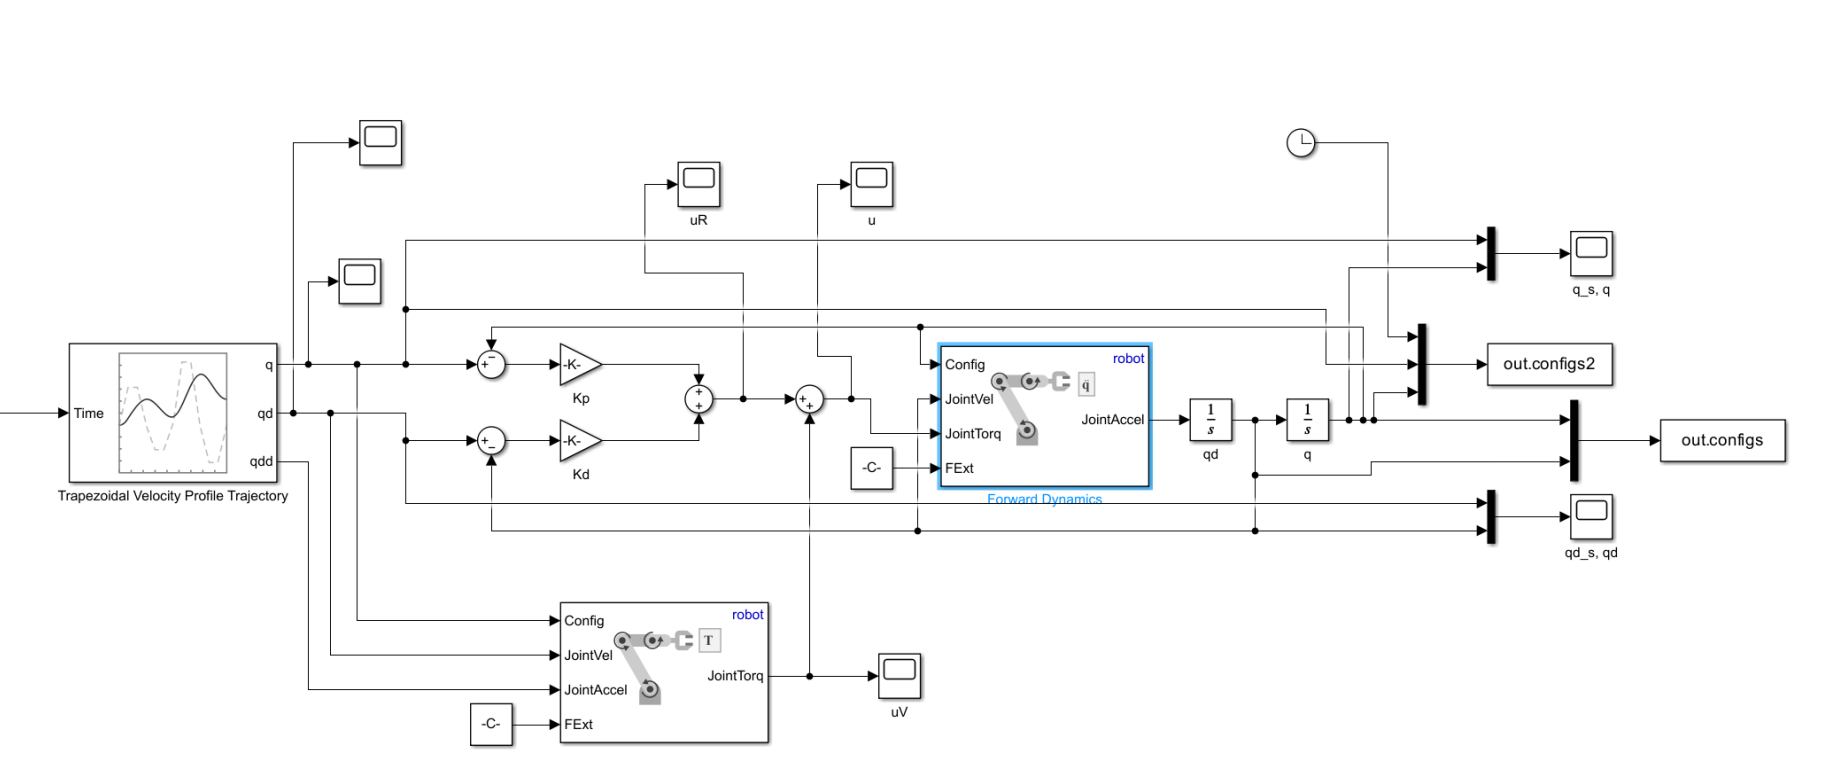 uR
u
q_s, q
Time
q
qd
qdd
Trapezoidal Velocity Profile Trajectory
+
−
-K-
Kp
+
−
-K-
Kd
+
+
+
+
-C-
robot
Config
JointVel
JointTorq
FExt
q̈
JointAccel
Forward Dynamics
1
s
qd
1
s
q
out.configs2
out.configs
qd_s, qd
robot
Config
JointVel
JointAccel
FExt
T
JointTorq
-C-
uV